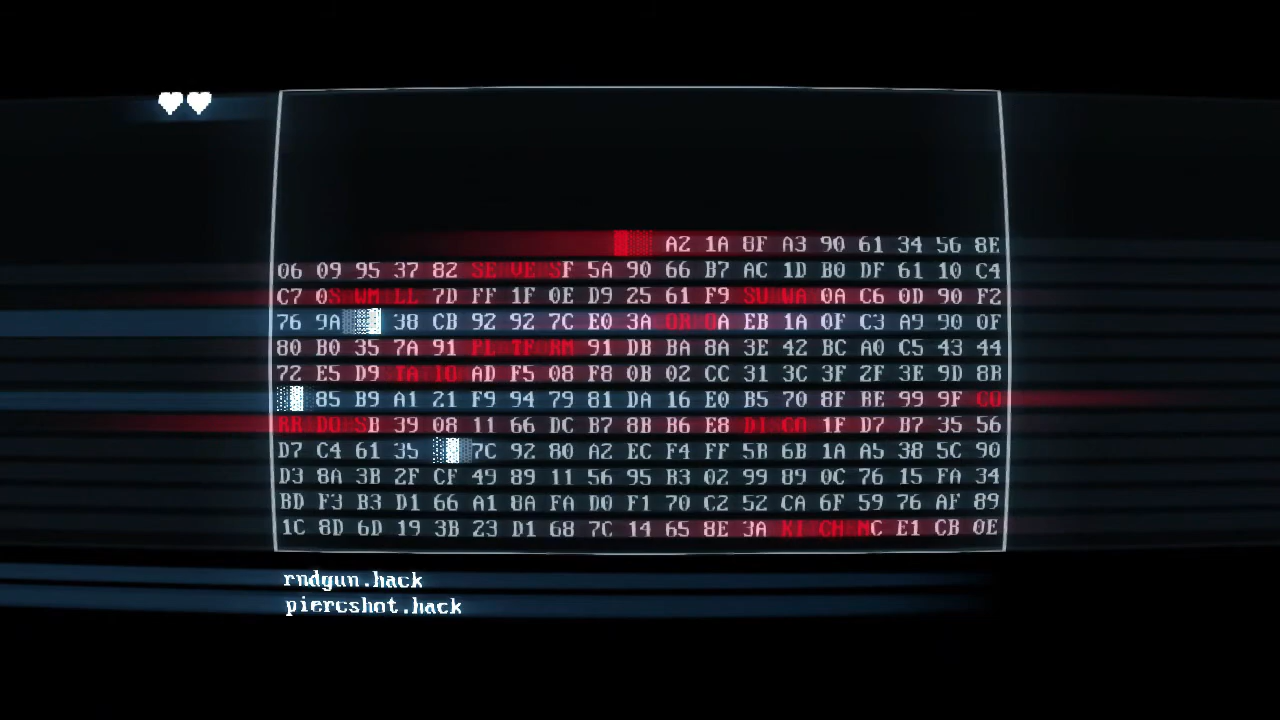 A2 1A 8F A3 90 61 34 56 8E
06 09 95 37 82 SE VE SF 5A 90 66 B7 AC 1D B0 DF 61 10 C4
C7 0S WM LL 7D FF 1F 0E D9 25 61 F9 SU WA 0A C6 0D 90 F2
76 9A 38 CB 92 92 7C E0 3A OR OA EB 1A 0F C3 A9 90 0F
80 B0 35 7A 91 PL TF RM 91 DB BA 8A 3E 42 BC A0 C5 43 44
72 E5 D9 TA IO AD F5 08 F8 0B 02 CC 31 3C 3F 2F 3E 9D 8B
85 B9 A1 21 F9 94 79 81 DA 16 E0 B5 70 8F BE 99 9F CO
RR DO SB 39 08 11 66 DC B7 8B B6 E8 DI CA 1F D7 B7 35 56
D7 C4 61 35 7C 92 80 A2 EC F4 FF 5B 6B 1A A5 38 5C 90
D3 8A 3B 2F CF 49 89 11 56 95 B3 02 99 89 0C 76 15 FA 34
BD F3 B3 D1 66 A1 8A FA D0 F1 70 C2 52 CA 6F 59 76 AF 89
1C 8D 6D 19 3B 23 D1 68 7C 14 65 8E 3A KI CH NC E1 CB 0E
rndgun.hack
piercshot.hack